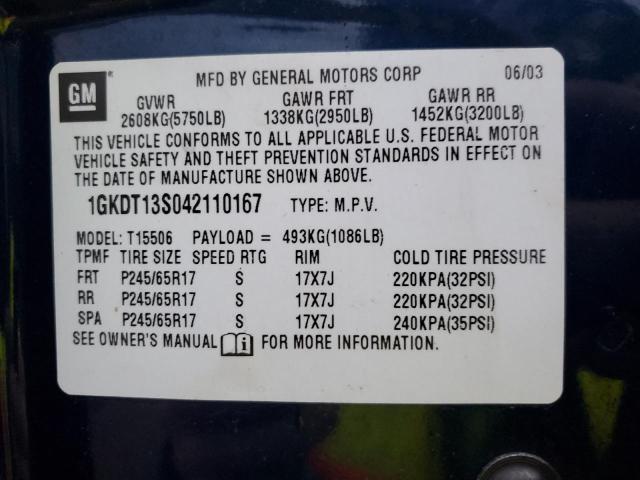 GM ® MFD BY GENERAL MOTORS CORP 06/03
GVWR GAWR FRT GAWR RR
2608KG(5750LB) 1338KG(2950LB) 1452KG(3200LB)
THIS VEHICLE CONFORMS TO ALL APPLICABLE U.S. FEDERAL MOTOR
VEHICLE SAFETY AND THEFT PREVENTION STANDARDS IN EFFECT ON
THE DATE OF MANUFACTURE SHOWN ABOVE.
1GKDT13S042110167 TYPE: M.P.V.
MODEL: T15506 PAYLOAD = 493KG(1086LB)
TPMF TIRE SIZE SPEED RTG RIM COLD TIRE PRESSURE
FRT P245/65R17 S 17X7J 220KPA(32PSI)
RR P245/65R17 S 17X7J 220KPA(32PSI)
SPA P245/65R17 S 17X7J 240KPA(35PSI)
SEE OWNER'S MANUAL i FOR MORE INFORMATION.